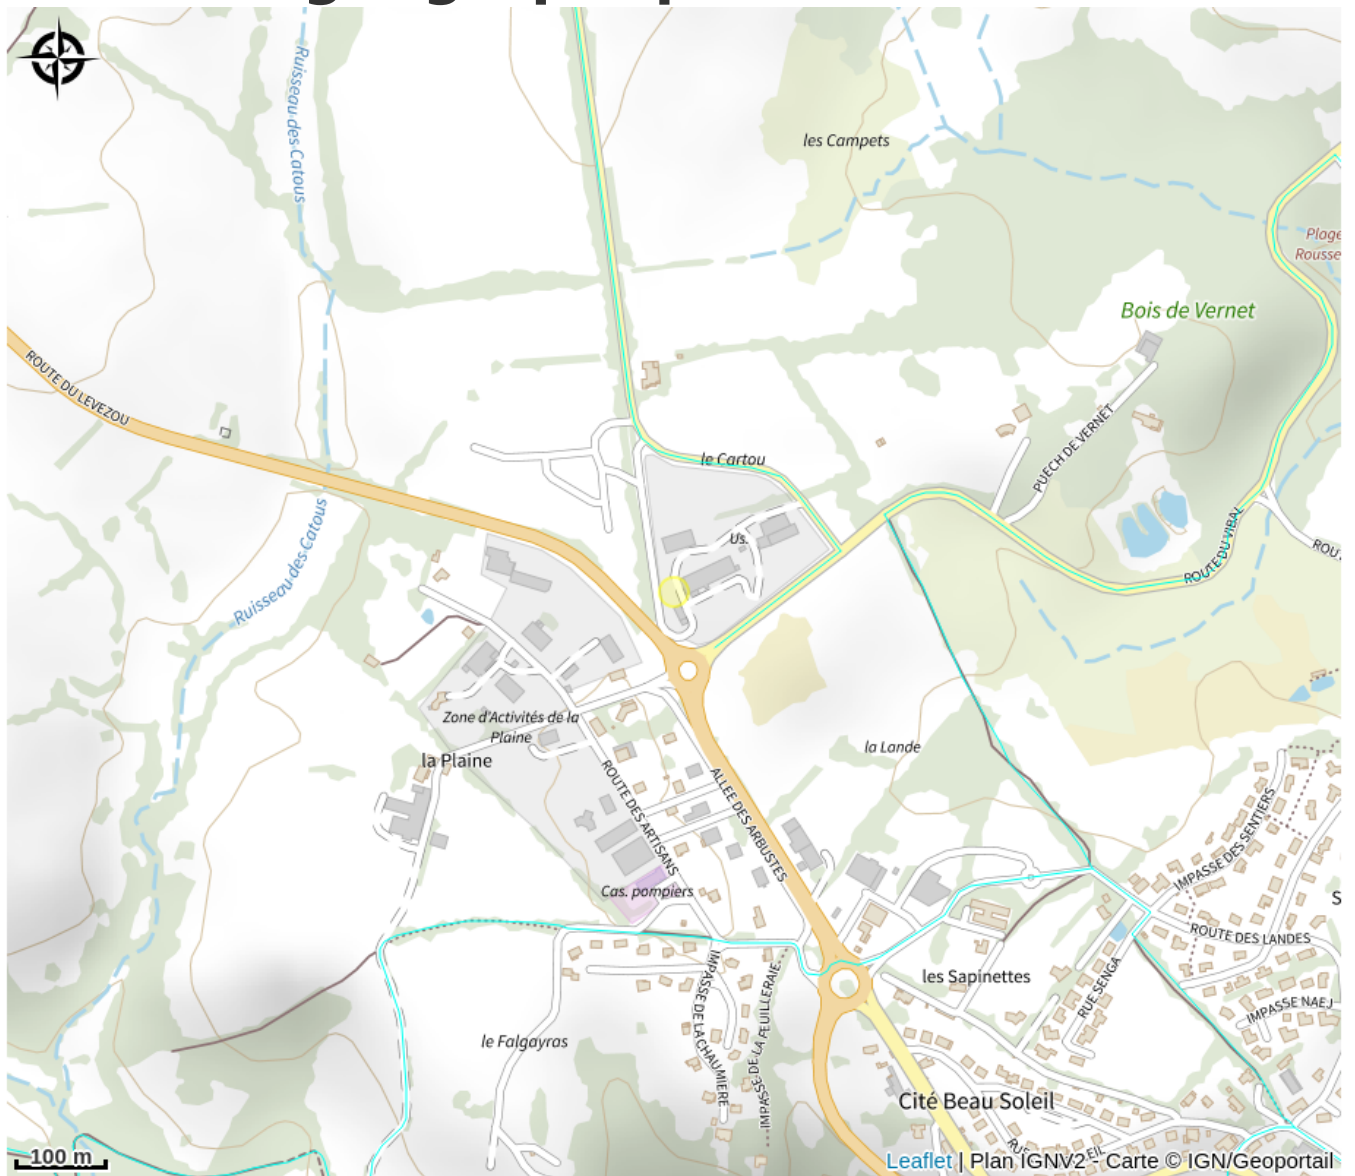 Ruisseau des Catous
les Campets
Plage
Rousse
Bois de Vernet
ROUTE DU LEVEZOU
PUECH DE VERNET
le Cartou
Us.
ROUTE DU VIBAL
ROU
Ruisseau des Catous
Zone d'Activités de la
Plaine
la Plaine
la Lande
ROUTE DES ARTISANS
ALLEE DES ARBUSTES
IMPASSE DES SENTIERS
Cas. pompiers
S
ROUTE DES LANDES
les Sapinettes
RUE SENGA
IMPASSE NAEJ
IMPASSE DE LA CHAUMIERE
IMPASSE DE LA FEUILLERAIE
le Falgayras
Cité Beau Soleil
100 m
Leaflet | Plan IGNV2 - Carte © IGN/Geoportail